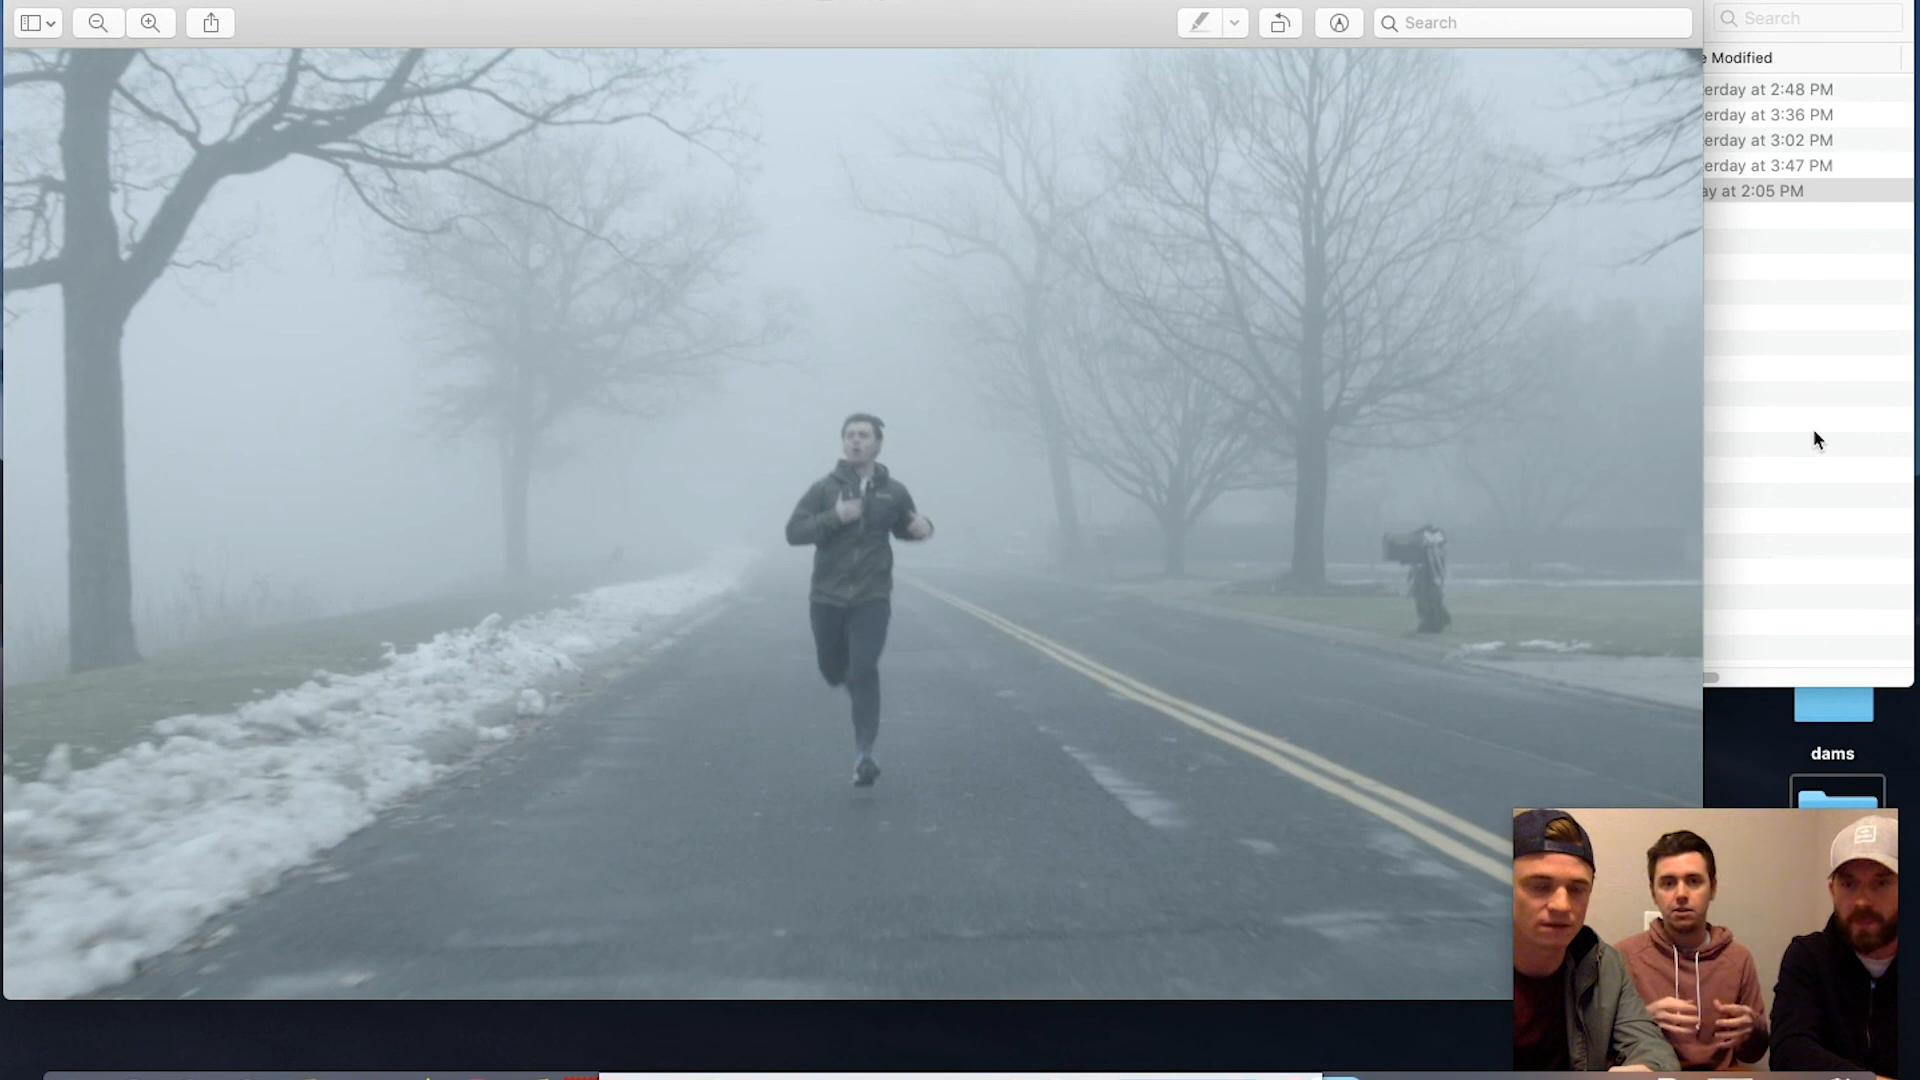 Search
Search
e Modified
erday at 2:48 PM
erday at 3:36 PM
erday at 3:02 PM
erday at 3:47 PM
ay at 2:05 PM
dams